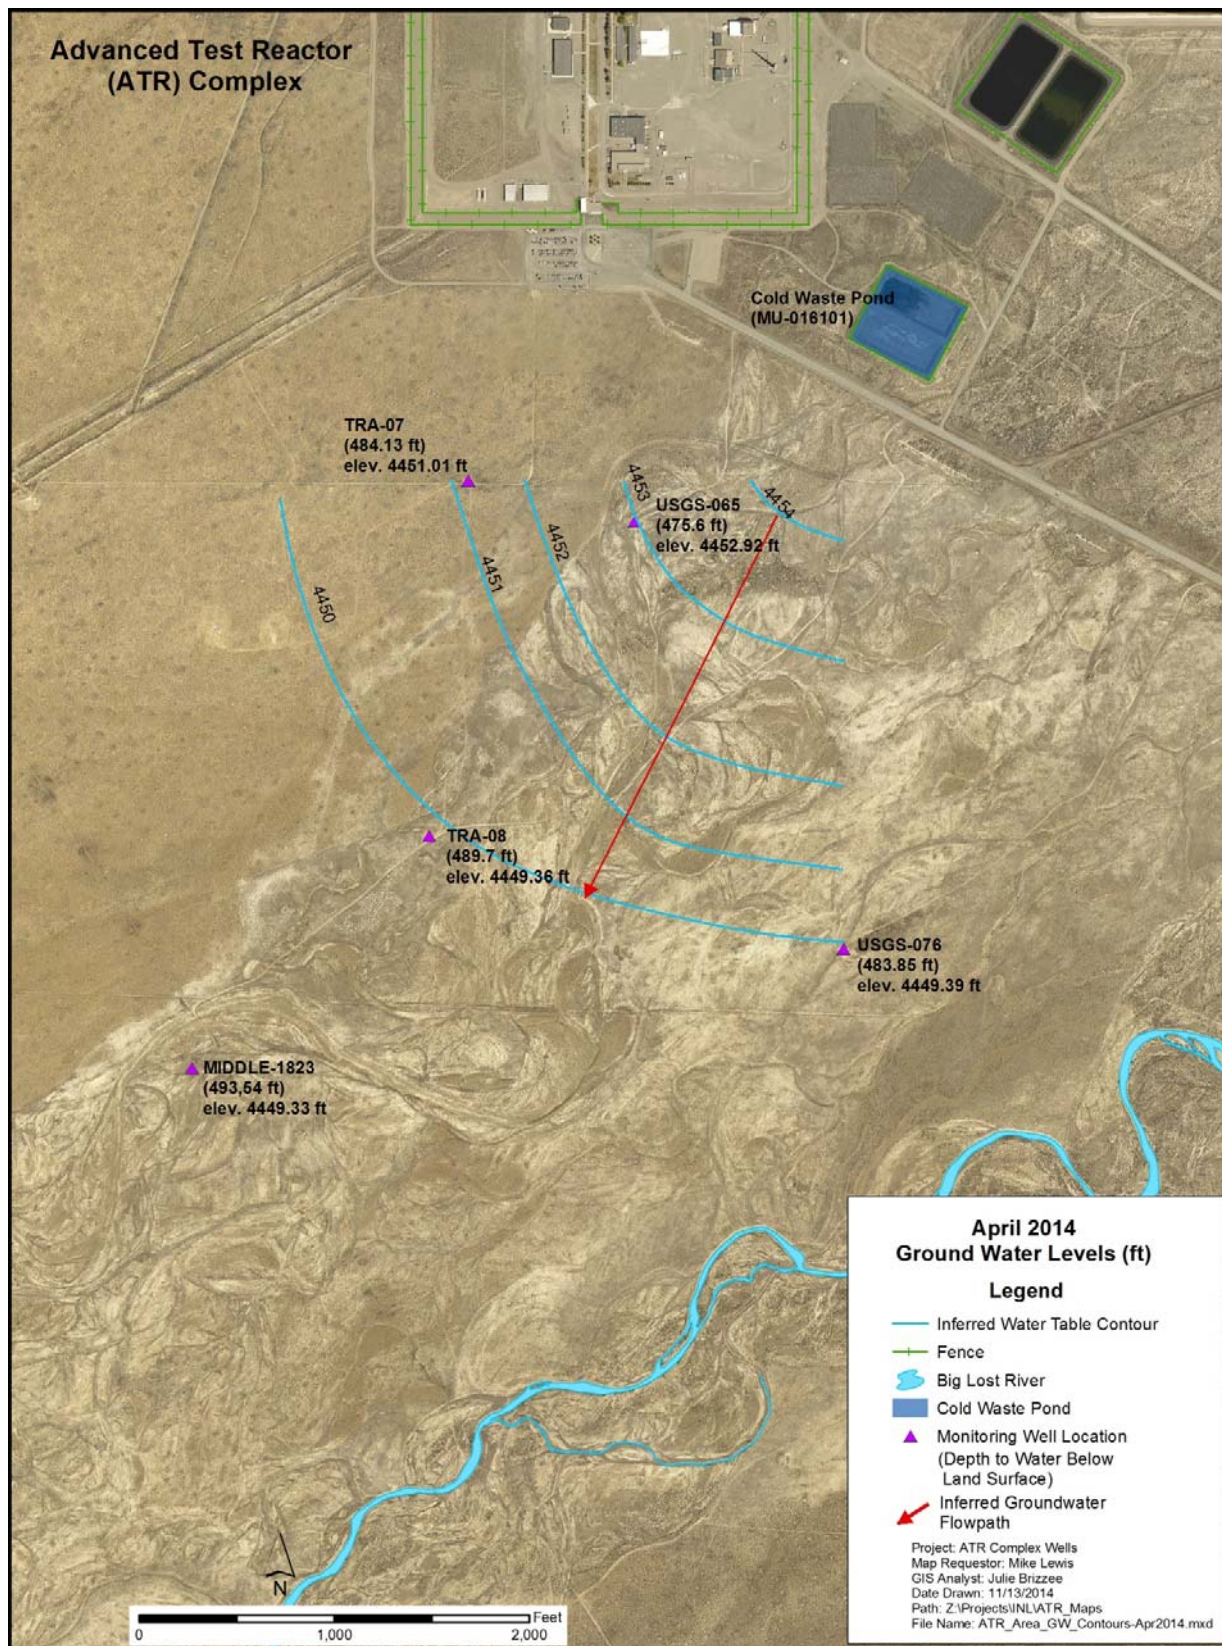 Advanced Test Reactor
(ATR) Complex
Cold Waste Pond
(MU-016101)
TRA-07
(484.13 ft)
elev. 4451.01 ft
4453
4454
USGS-065
(475.6 ft)
elev. 4452.92 ft
4452
4451
4450
TRA-08
(489.7 ft)
elev. 4449.36 ft
USGS-076
(483.85 ft)
elev. 4449.39 ft
MIDDLE-1823
(493,54 ft)
elev. 4449.33 ft
April 2014
Ground Water Levels (ft)
Legend
Inferred Water Table Contour
Fence
Big Lost River
Cold Waste Pond
Monitoring Well Location
(Depth to Water Below
Land Surface)
Inferred Groundwater
Flowpath
Project: ATR Complex Wells
Map Requestor: Mike Lewis
GIS Analyst: Julie Brizzee
Date Drawn: 11/13/2014
Path: Z:\Projects\INL\ATR_Maps
File Name: ATR_Area_GW_Contours-Apr2014.mxd
N
Feet
0 1,000 2,000